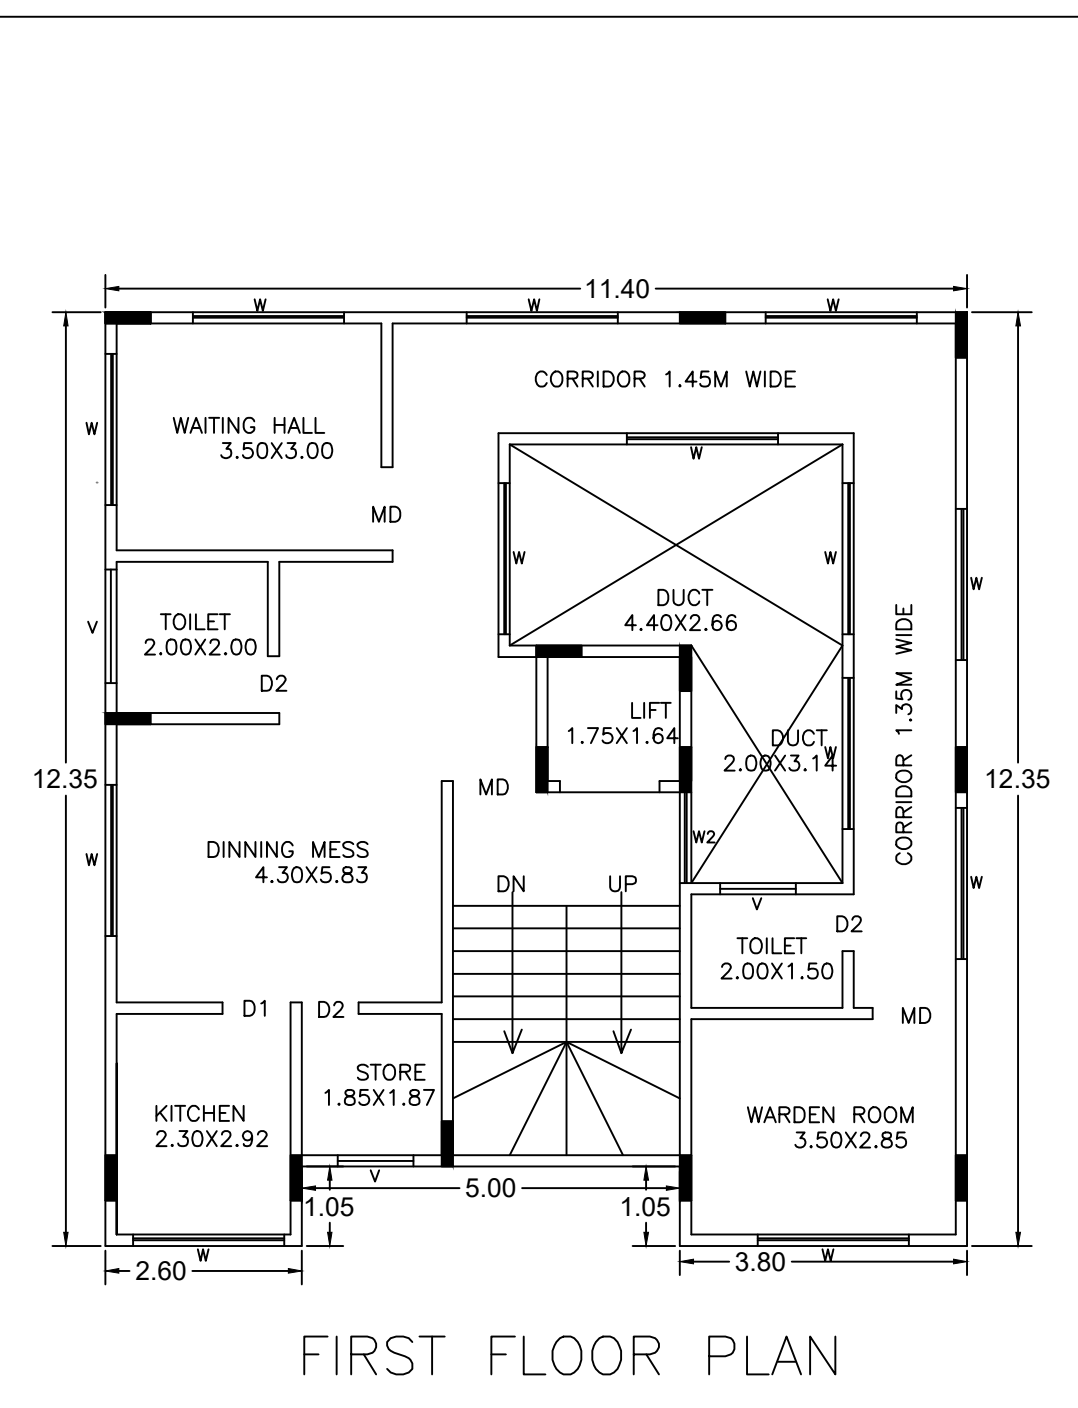 11.40
W
W
W
CORRIDOR 1.45M WIDE
WAITING HALL
3.50X3.00
W
W
MD
W
W
W
DUCT
4.40X2.66
TOILET
2.00X2.00
V
D2
CORRIDOR 1.35M WIDE
LIFT
1.75X1.64
DUCT
2.00X3.14
W
12.35
12.35
MD
W2
DINNING MESS
4.30X5.83
W
W
DN
UP
V
D2
TOILET
2.00X1.50
D1
D2
MD
STORE
1.85X1.87
KITCHEN
2.30X2.92
WARDEN ROOM
3.50X2.85
V
5.00
1.05
1.05
W
W
2.60
3.80
FIRST FLOOR PLAN